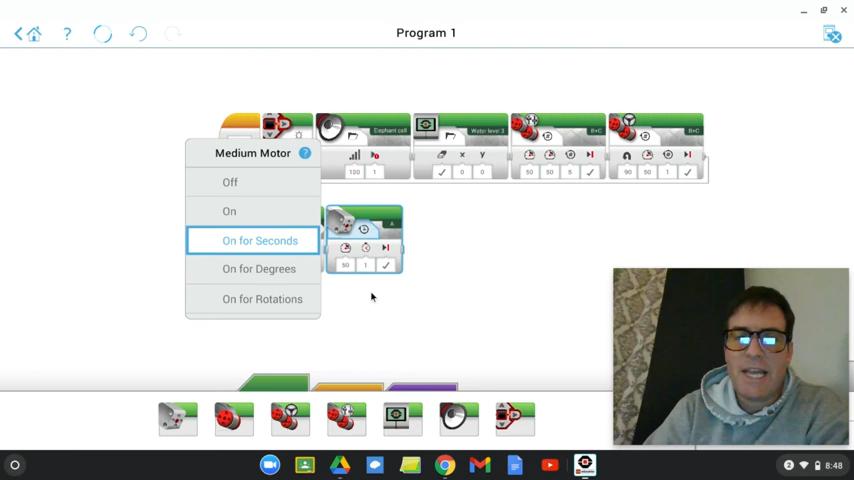 Program 1
?
Elephant call
Water level 3
B+C
B+C
x y
100 1
0 0
50 50 5
90 50 1
Medium Motor ?
Off
On
On for Seconds
On for Degrees
On for Rotations
A
50 1
2 8:48